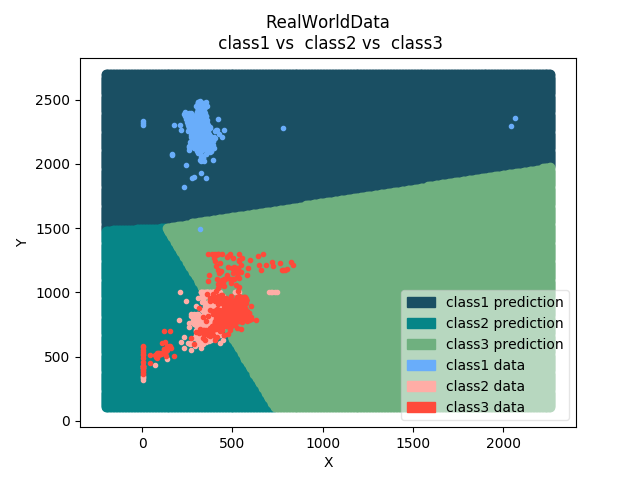 RealWorldData
class1 vs  class2 vs  class3
2500
2000
1500
1000
500
0
Y
class1 prediction
class2 prediction
class3 prediction
class1 data
class2 data
class3 data
0
500
1000
1500
2000
X